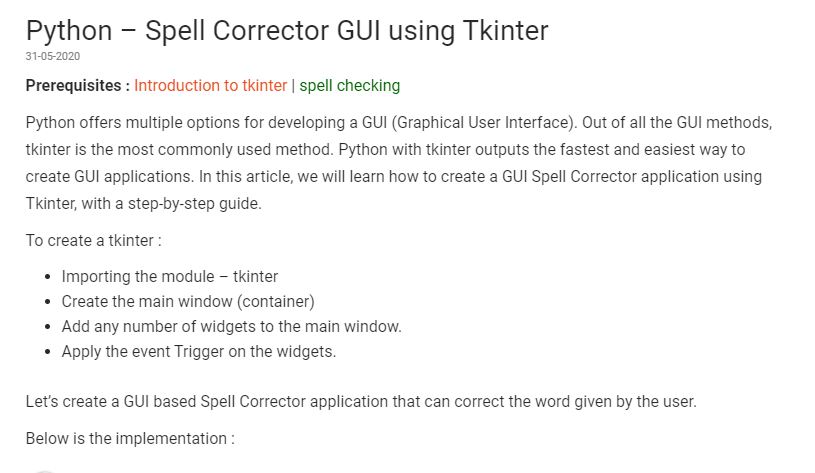 Python – Spell Corrector GUI using Tkinter
31-05-2020
Prerequisites : Introduction to tkinter | spell checking
Python offers multiple options for developing a GUI (Graphical User Interface). Out of all the GUI methods,
tkinter is the most commonly used method. Python with tkinter outputs the fastest and easiest way to
create GUI applications. In this article, we will learn how to create a GUI Spell Corrector application using
Tkinter, with a step-by-step guide.
To create a tkinter :
• Importing the module – tkinter
• Create the main window (container)
• Add any number of widgets to the main window.
• Apply the event Trigger on the widgets.
Let’s create a GUI based Spell Corrector application that can correct the word given by the user.
Below is the implementation :